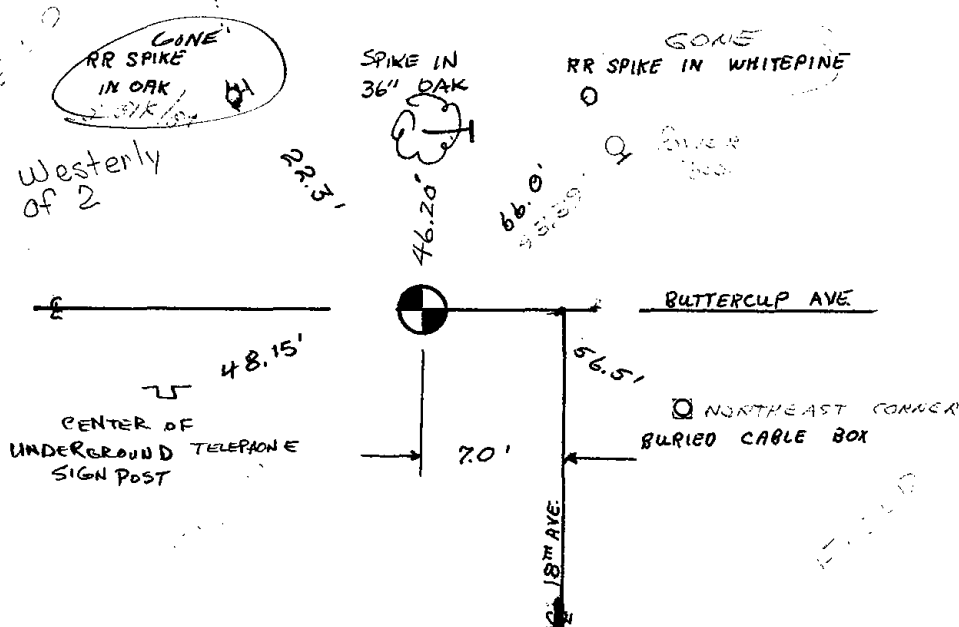 GONE
RR SPIKE
IN OAK
Westerly
of 2
22.3'
SPIKE IN
36" OAK
46.20'
GONE
RR SPIKE IN WHITEPINE
66.0'
BUTTERCUP AVE.
48.15'
56.5'
CENTER OF
UNDERGROUND TELEPHONE
SIGN POST
7.0'
NORTHEAST CORNER
BURIED CABLE BOX
18TH AVE.